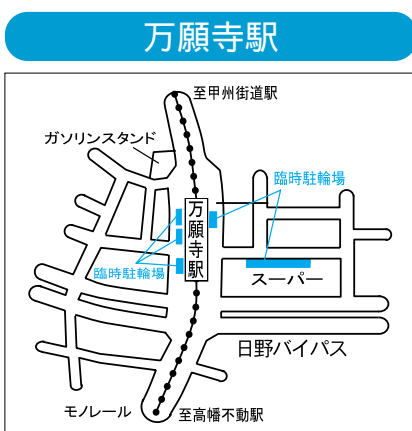 万願寺駅
至甲州街道駅
ガソリンスタンド
臨時駐輪場
万願寺駅
臨時駐輪場
スーパー
日野バイパス
モノレール
至高幡不動駅